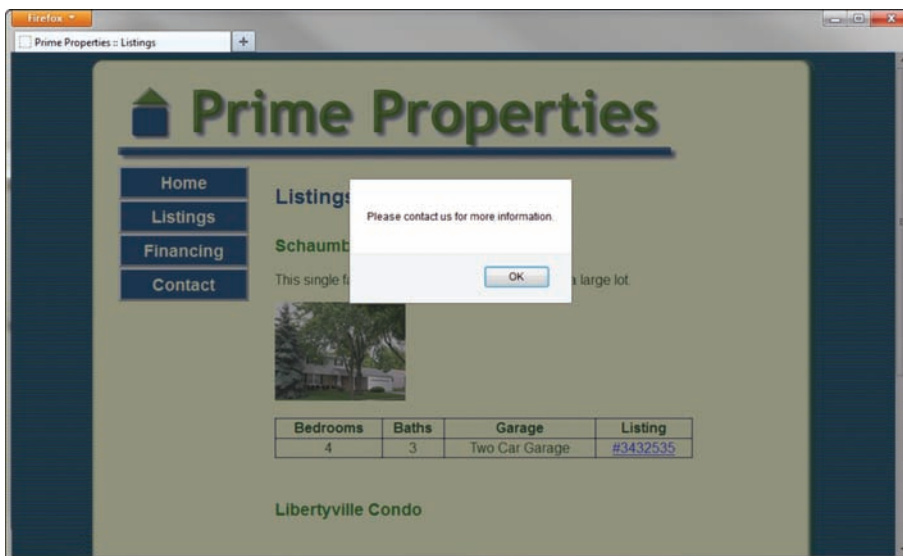 Firefox
Prime Properties :: Listings
Prime Properties
Home
Listings
Financing
Contact
Listings
Please contact us for more information.
OK
Schaumb
This single fa
a large lot.
Bedrooms Baths Garage Listing
4 3 Two Car Garage #3432535
Libertyville Condo